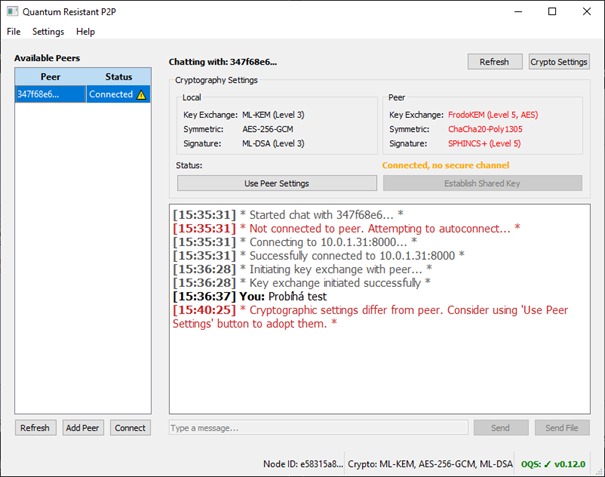 Quantum Resistant P2P
File Settings Help
Available Peers
Peer Status
347f68e6... Connected
Refresh Add Peer Connect
Chatting with: 347f68e6...
Refresh Crypto Settings
Cryptography Settings
Local
Key Exchange: ML-KEM (Level 3)
Symmetric: AES-256-GCM
Signature: ML-DSA (Level 3)
Peer
Key Exchange: FrodoKEM (Level 5, AES)
Symmetric: ChaCha20-Poly1305
Signature: SPHINCS+ (Level 5)
Status: Connected, no secure channel
Use Peer Settings Establish Shared Key
[15:35:31] * Started chat with 347f68e6... *
[15:35:31] * Not connected to peer. Attempting to autoconnect... *
[15:35:31] * Connecting to 10.0.1.31:8000... *
[15:35:31] * Successfully connected to 10.0.1.31:8000 *
[15:36:28] * Initiating key exchange with peer... *
[15:36:28] * Key exchange initiated successfully *
[15:36:37] You: Probíhá test
[15:40:25] * Cryptographic settings differ from peer. Consider using 'Use Peer
Settings' button to adopt them. *
Type a message... Send Send File
Node ID: e58315a8... Crypto: ML-KEM, AES-256-GCM, ML-DSA OQS: ✓ v0.12.0